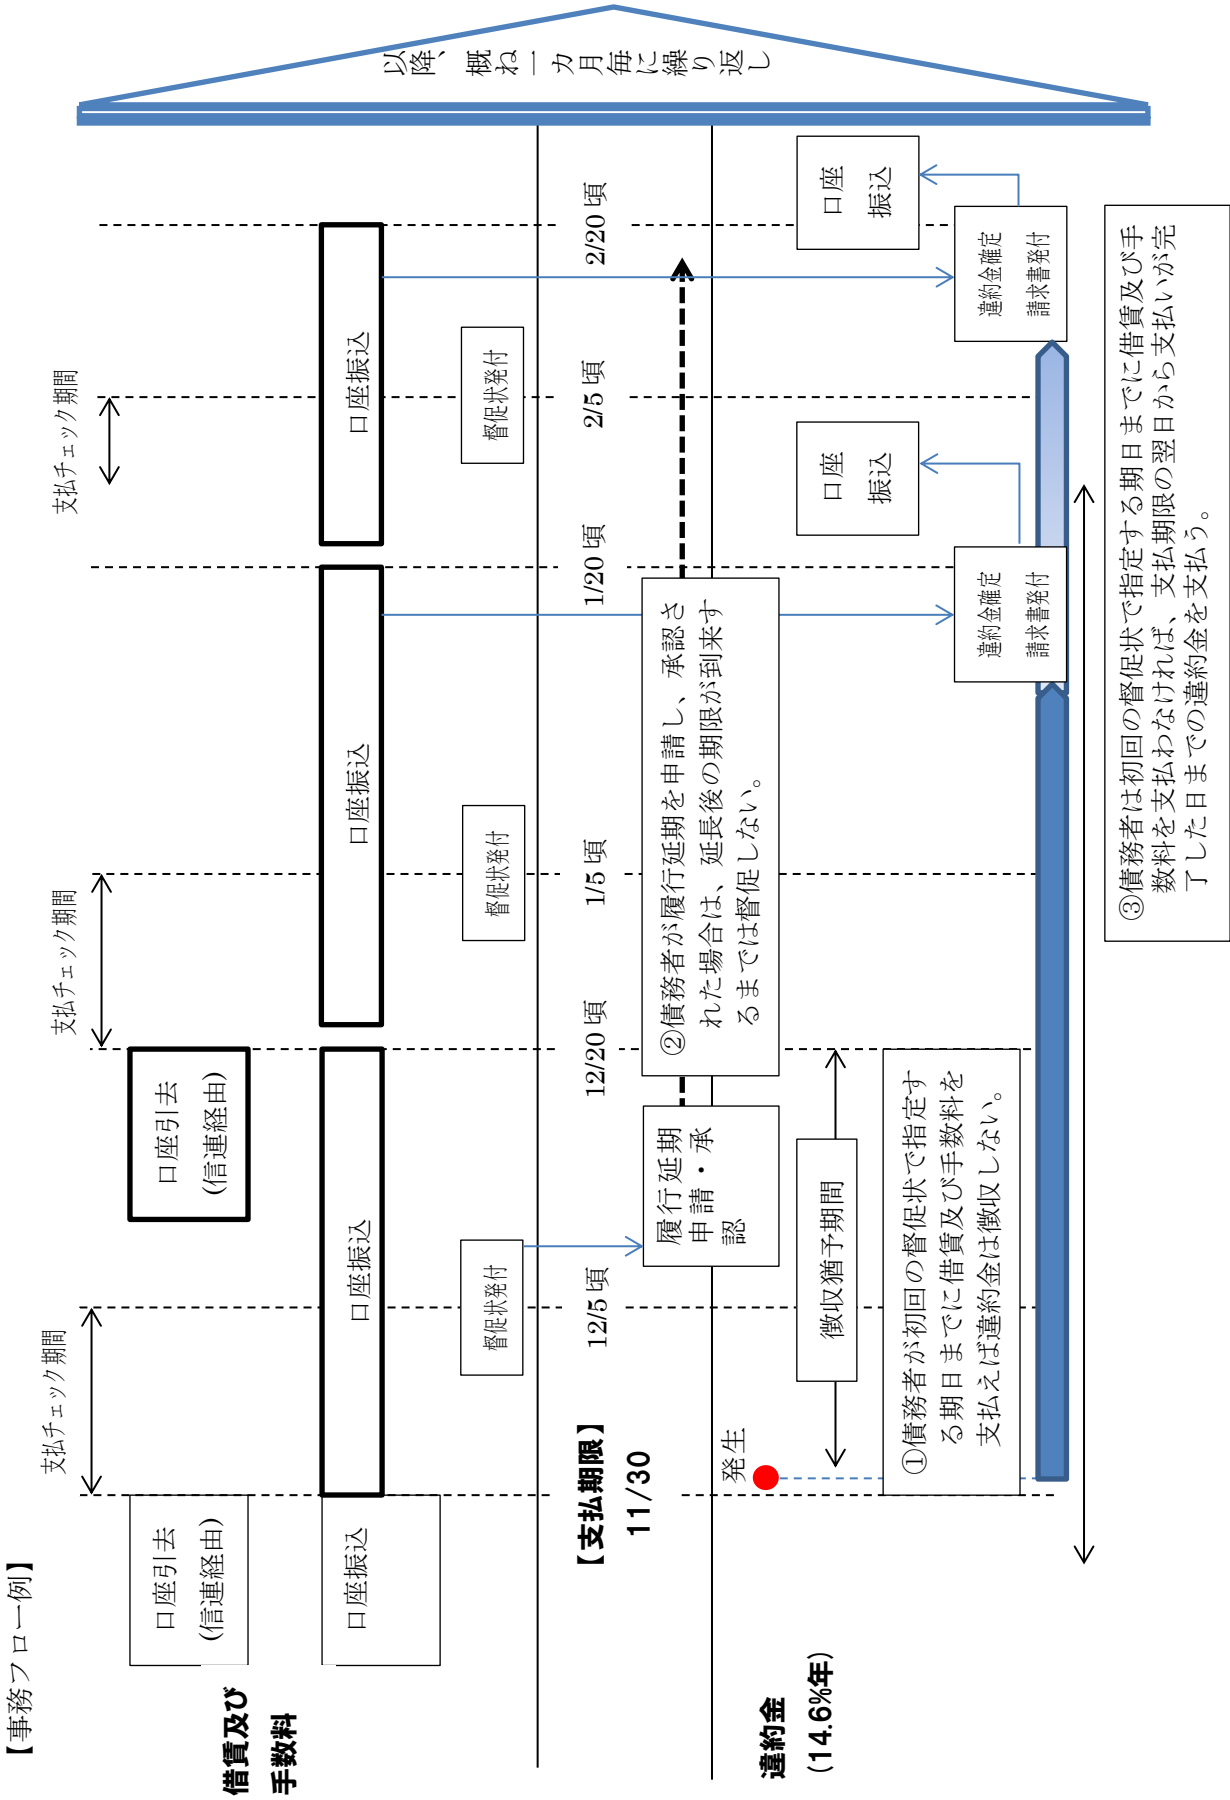 【事務フロー例】
支払チェック期間
支払チェック期間
支払チェック期間
借賃及び
手数料
口座引去
(信連経由)
口座引去
(信連経由)
口座振込
口座振込
口座振込
口座振込
督促状発付
督促状発付
督促状発付
【支払期限】
11/30
12/5 頃
12/20 頃
1/5 頃
1/20 頃
2/5 頃
2/20 頃
以降、概ね一カ月毎に繰り返し
履行延期
申請・承
認
②債務者が履行延期を申請し、承認さ
れた場合は、延長後の期限が到来す
るまでは督促しない。
違約金
(14.6%年)
発生
徴収猶予期間
口座
振込
口座
振込
①債務者が初回の督促状で指定す
る期日までに借賃及び手数料を
支払えば違約金は徴収しない。
違約金確定
請求書発付
違約金確定
請求書発付
③債務者は初回の督促状で指定する期日までに借賃及び手
数料を支払わなければ、支払期限の翌日から支払いが完
了した日までの違約金を支払う。